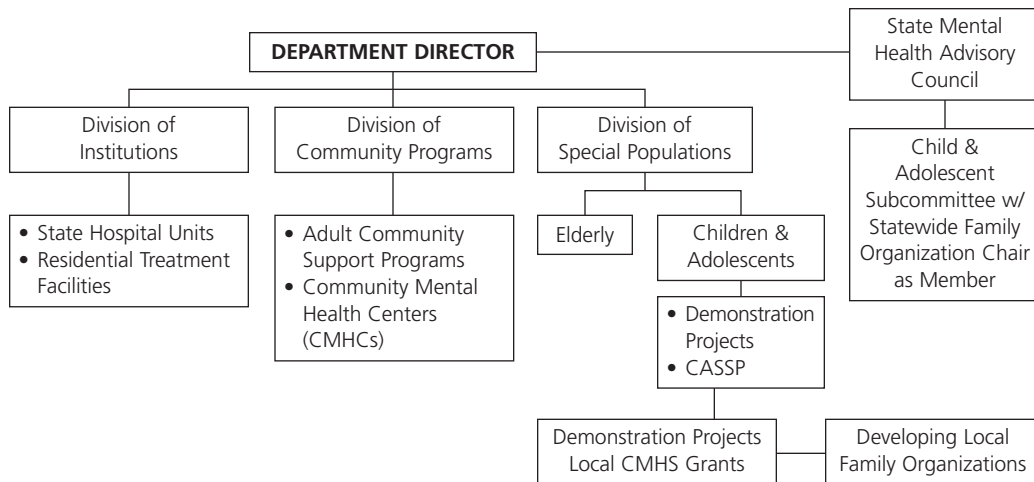 DEPARTMENT DIRECTOR
State Mental
Health Advisory
Council
Division of
Institutions
Division of
Community Programs
Division of
Special Populations
Child &
Adolescent
Subcommittee w/
Statewide Family
Organization Chair
as Member
• State Hospital Units
• Residential Treatment
Facilities
• Adult Community
Support Programs
• Community Mental
Health Centers
(CMHCs)
Elderly
Children &
Adolescents
• Demonstration
Projects
• CASSP
Demonstration Projects
Local CMHS Grants
Developing Local
Family Organizations